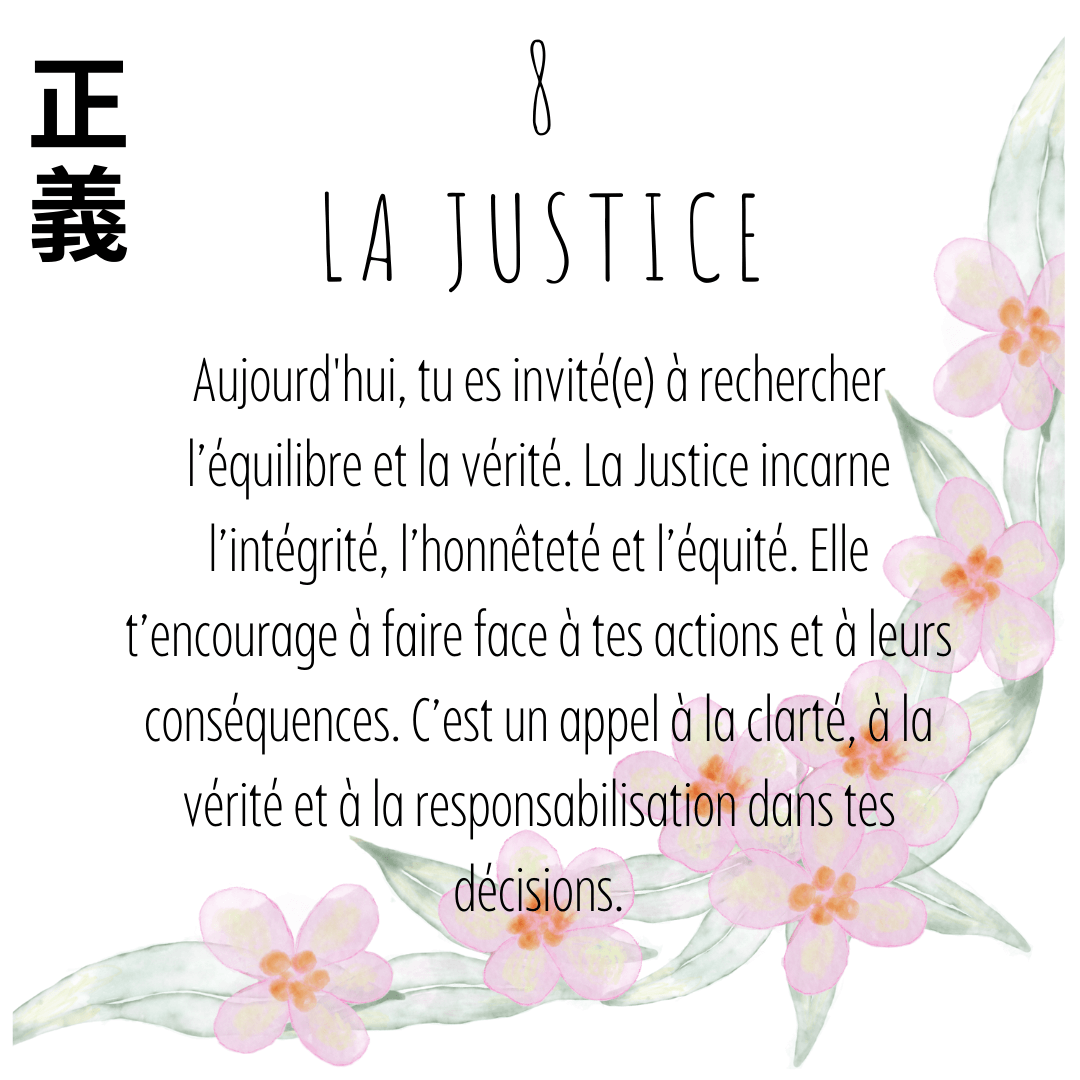 正義
8
LA JUSTICE
Aujourd'hui, tu es invité(e) à rechercher
l’équilibre et la vérité. La Justice incarne
l’intégrité, l’honnêteté et l’équité. Elle
t’encourage à faire face à tes actions et à leurs
conséquences. C’est un appel à la clarté, à la
vérité et à la responsabilisation dans tes
décisions.